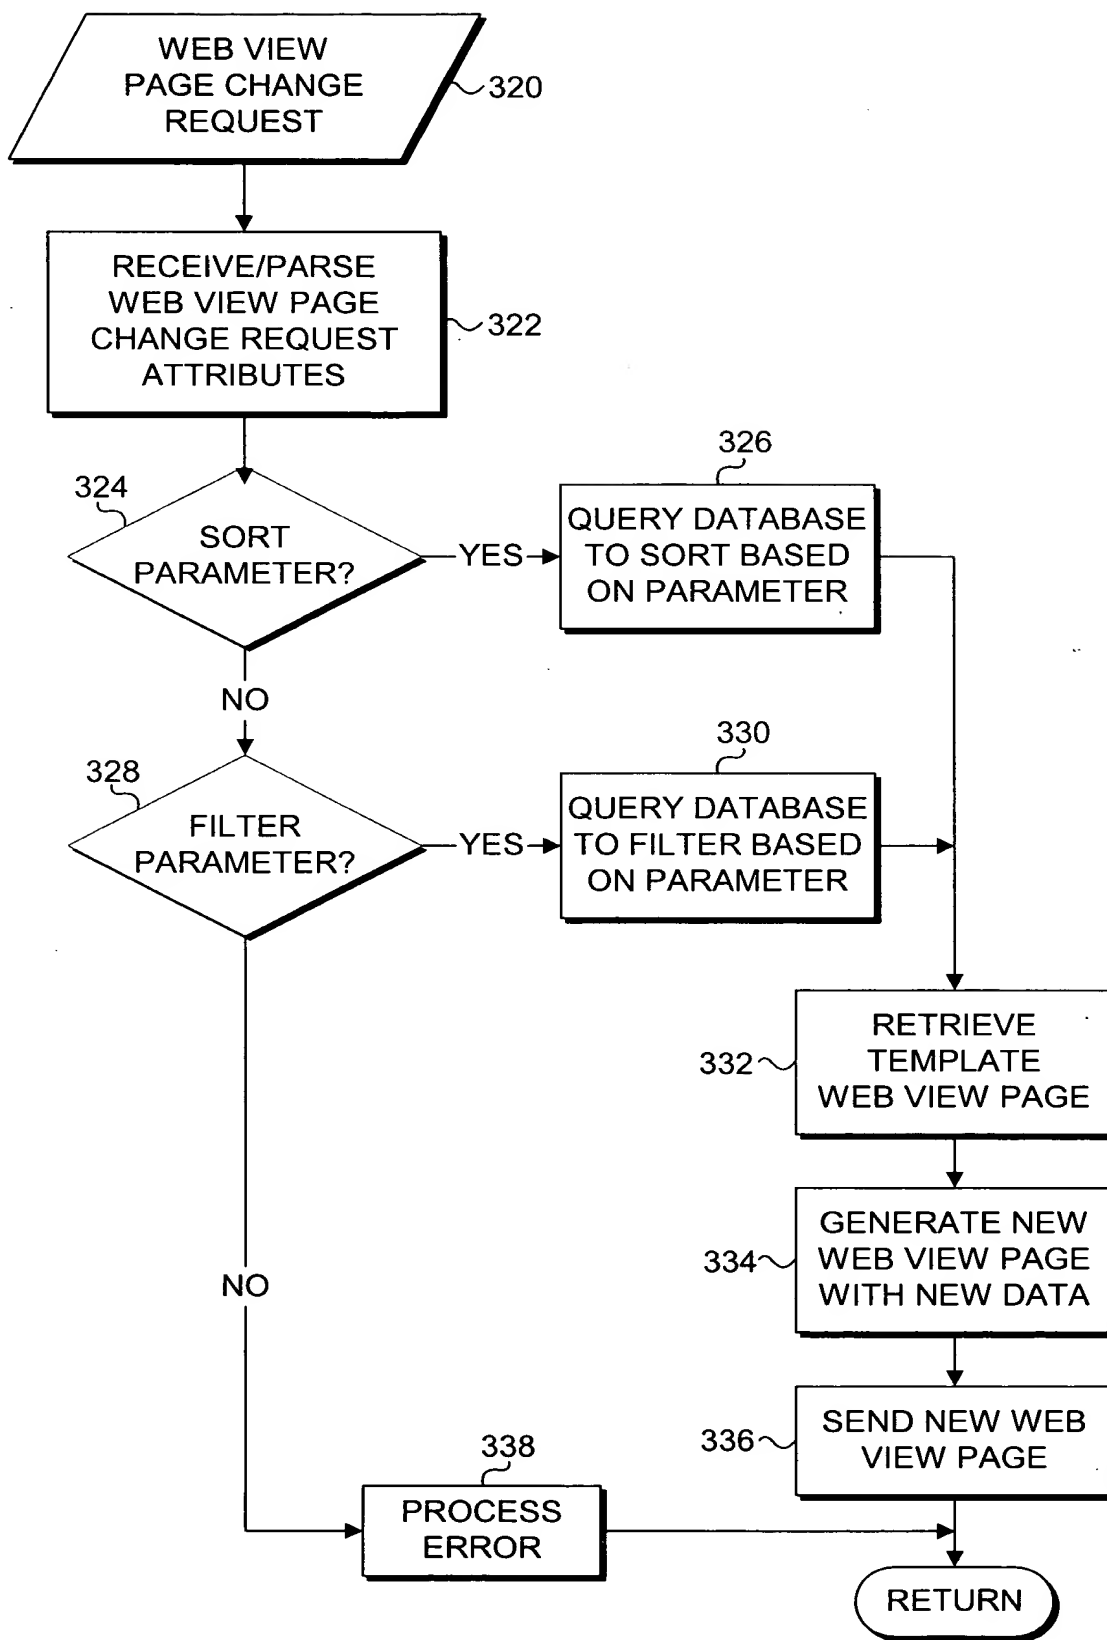 WEB VIEW
PAGE CHANGE
REQUEST
320
RECEIVE/PARSE
WEB VIEW PAGE
CHANGE REQUEST
ATTRIBUTES
322
324
SORT
PARAMETER?
YES
326
QUERY DATABASE
TO SORT BASED
ON PARAMETER
NO
328
FILTER
PARAMETER?
YES
330
QUERY DATABASE
TO FILTER BASED
ON PARAMETER
332
RETRIEVE
TEMPLATE
WEB VIEW PAGE
334
GENERATE NEW
WEB VIEW PAGE
WITH NEW DATA
NO
336
SEND NEW WEB
VIEW PAGE
338
PROCESS
ERROR
RETURN